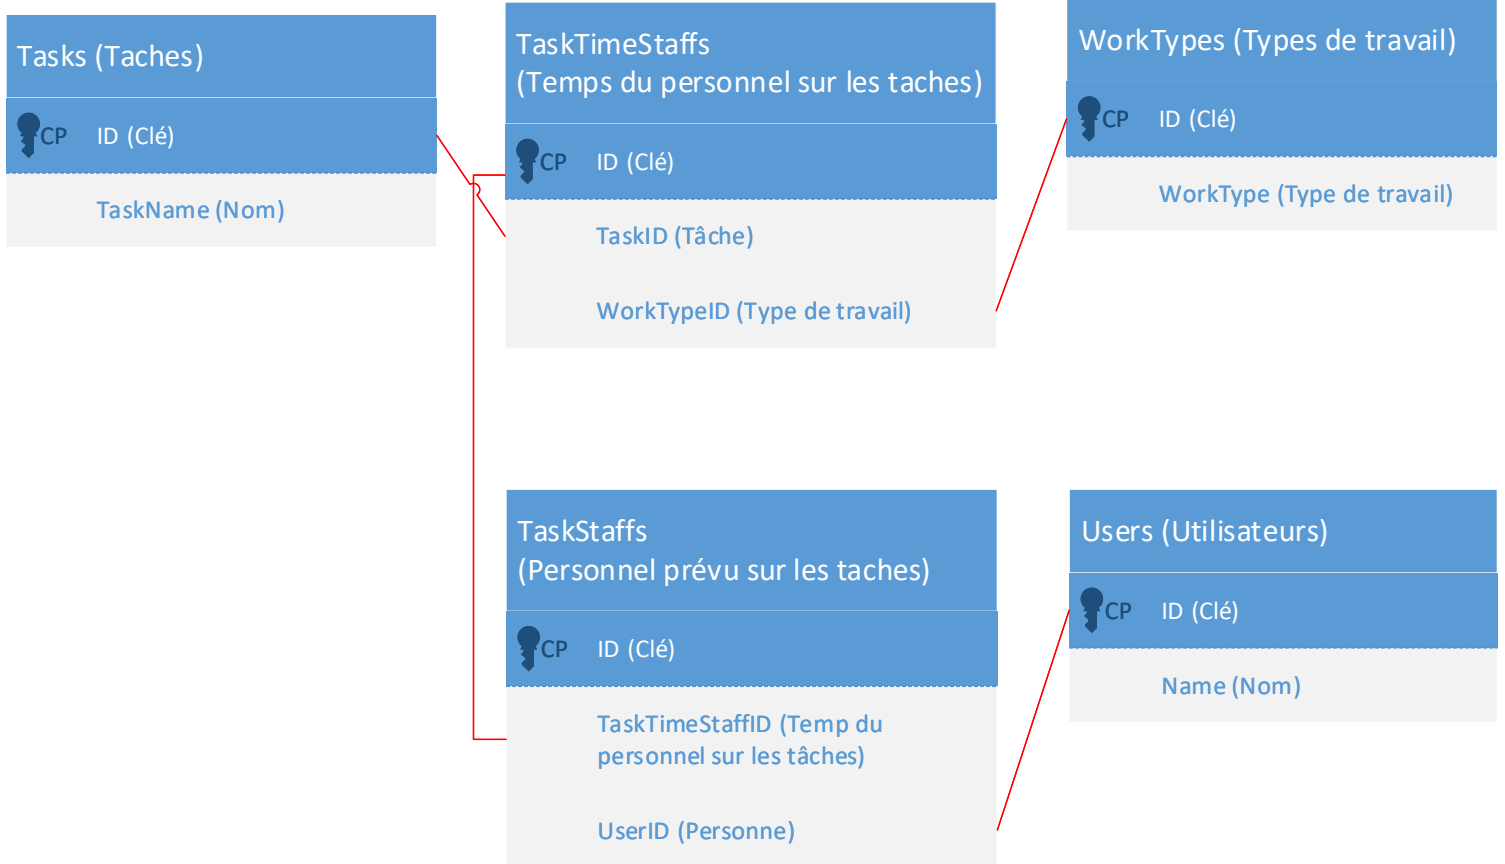 Tasks (Taches)
CP ID (Clé)
TaskName (Nom)
TaskTimeStaffs
(Temps du personnel sur les taches)
CP ID (Clé)
TaskID (Tâche)
WorkTypeID (Type de travail)
WorkTypes (Types de travail)
CP ID (Clé)
WorkType (Type de travail)
TaskStaffs
(Personnel prévu sur les taches)
CP ID (Clé)
TaskTimeStaffID (Temp du
personnel sur les tâches)
UserID (Personne)
Users (Utilisateurs)
CP ID (Clé)
Name (Nom)